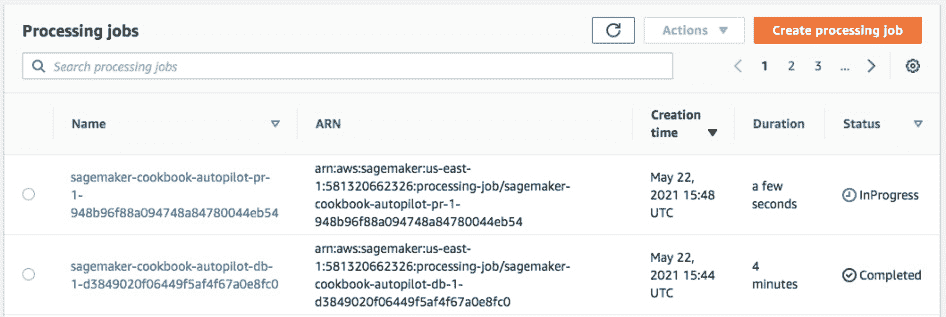 Processing jobs
Actions
Create processing job
Search processing jobs
1 2 3 ...
Name
ARN
Creation
time
Duration
Status
sagemaker-cookbook-autopilot-pr-
1-
948b96f88a094748a84780044eb54
arn:aws:sagemaker:us-east-
1:581320662326:processing-job/sagemaker-
cookbook-autopilot-pr-1-
948b96f88a094748a84780044eb54
May 22,
2021 15:48
UTC
a few
seconds
InProgress
sagemaker-cookbook-autopilot-db-
1-d3849020f06449f5af4f67a0e8fc0
arn:aws:sagemaker:us-east-
1:581320662326:processing-job/sagemaker-
cookbook-autopilot-db-1-
d3849020f06449f5af4f67a0e8fc0
May 22,
2021 15:44
UTC
4
minutes
Completed